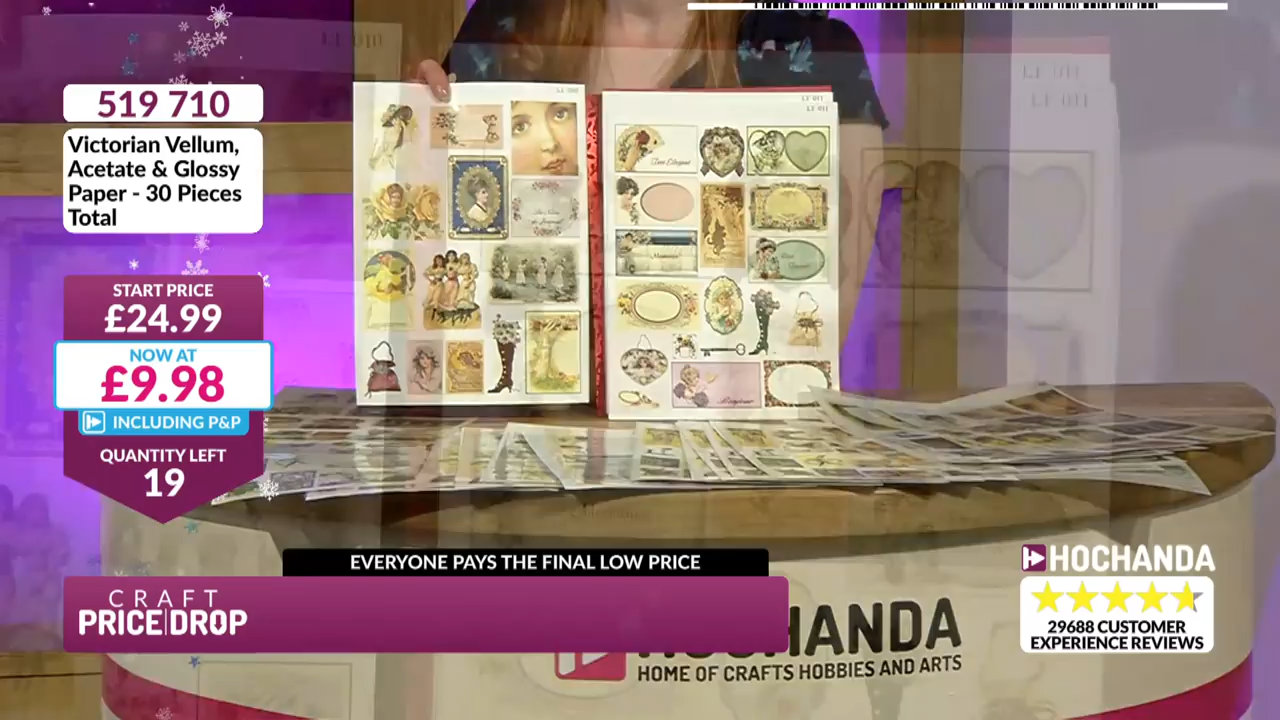 519 710
Victorian Vellum,
Acetate & Glossy
Paper - 30 Pieces
Total
START PRICE
£24.99
NOW AT
£9.98
INCLUDING P&P
QUANTITY LEFT
19
EVERYONE PAYS THE FINAL LOW PRICE
CRAFT
PRICE DROP
HOCHANDA
29688 CUSTOMER
EXPERIENCE REVIEWS
HANDA
HOME OF CRAFTS HOBBIES AND ARTS